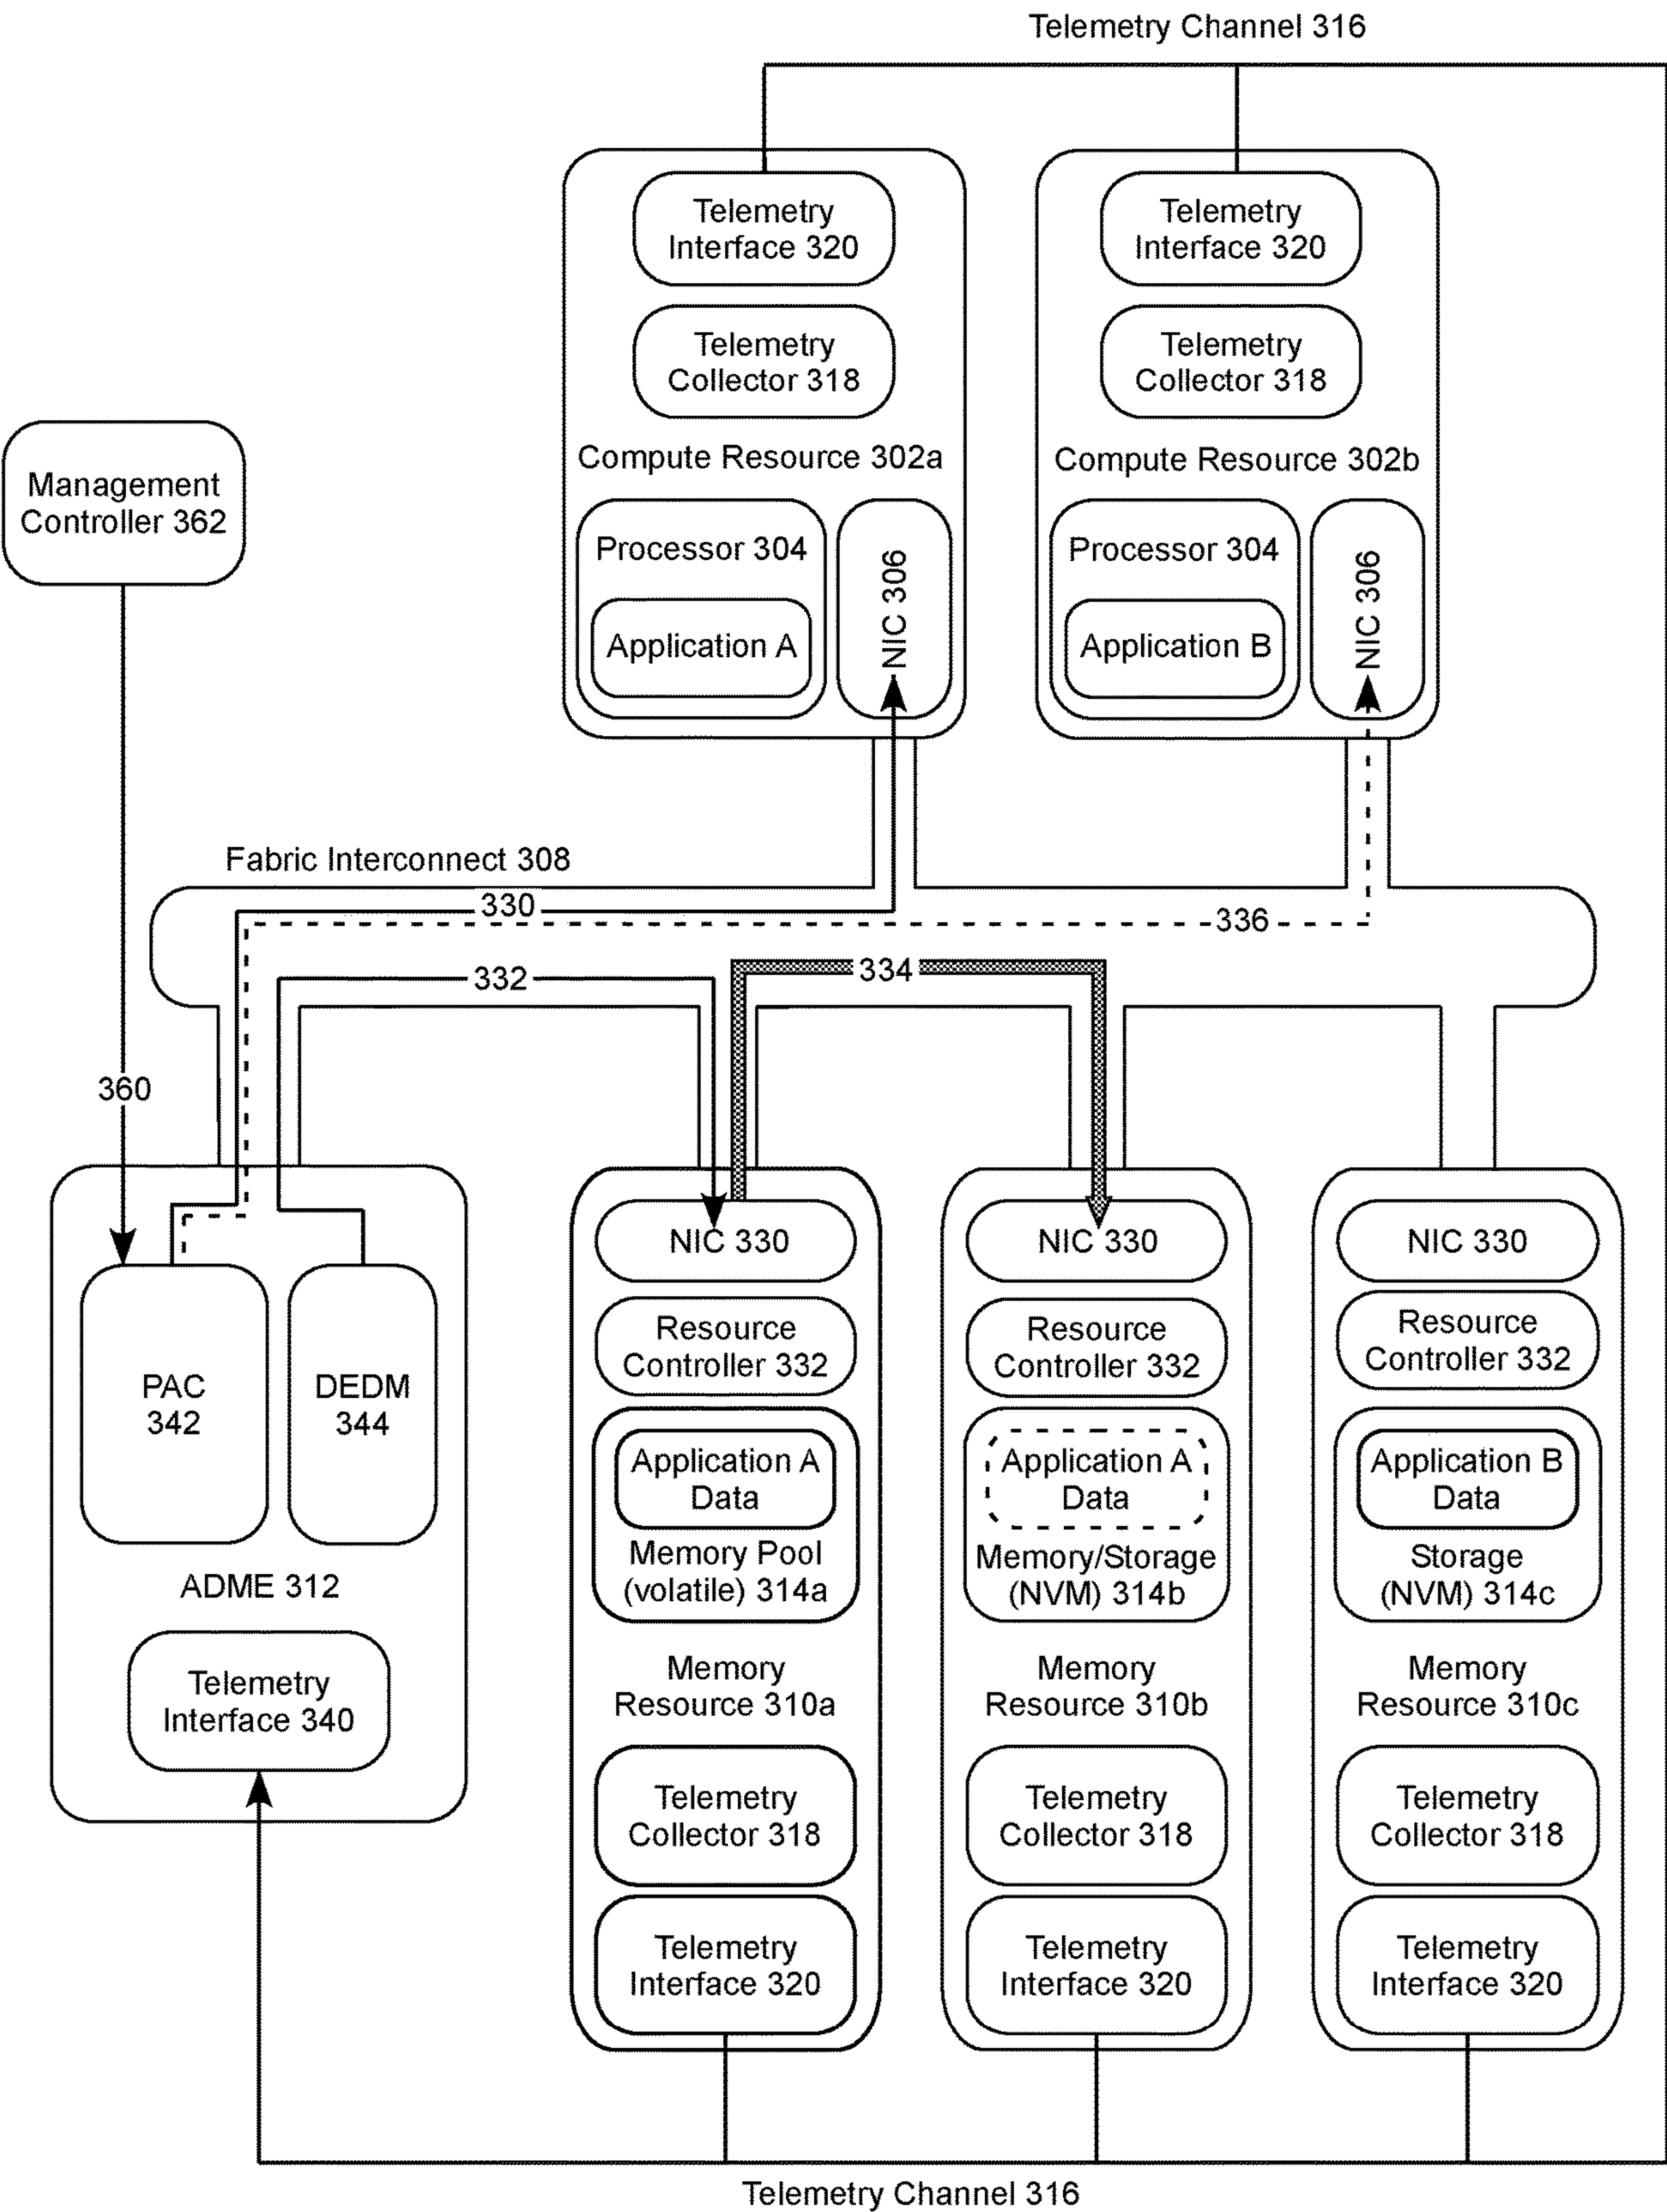 Telemetry Channel 316
Telemetry
Interface 320
Telemetry
Collector 318
Compute Resource 302a
Processor 304
Application A
NIC 306
Telemetry
Interface 320
Telemetry
Collector 318
Compute Resource 302b
Processor 304
Application B
NIC 306
Management
Controller 362
Fabric Interconnect 308
330
336
332
334
360
PAC
342
DEDM
344
ADME 312
Telemetry
Interface 340
NIC 330
Resource
Controller 332
Application A
Data
Memory Pool
(volatile) 314a
Memory
Resource 310a
Telemetry
Collector 318
Telemetry
Interface 320
NIC 330
Resource
Controller 332
Application A
Data
Memory/Storage
(NVM) 314b
Memory
Resource 310b
Telemetry
Collector 318
Telemetry
Interface 320
NIC 330
Resource
Controller 332
Application B
Data
Storage
(NVM) 314c
Memory
Resource 310c
Telemetry
Collector 318
Telemetry
Interface 320
Telemetry Channel 316